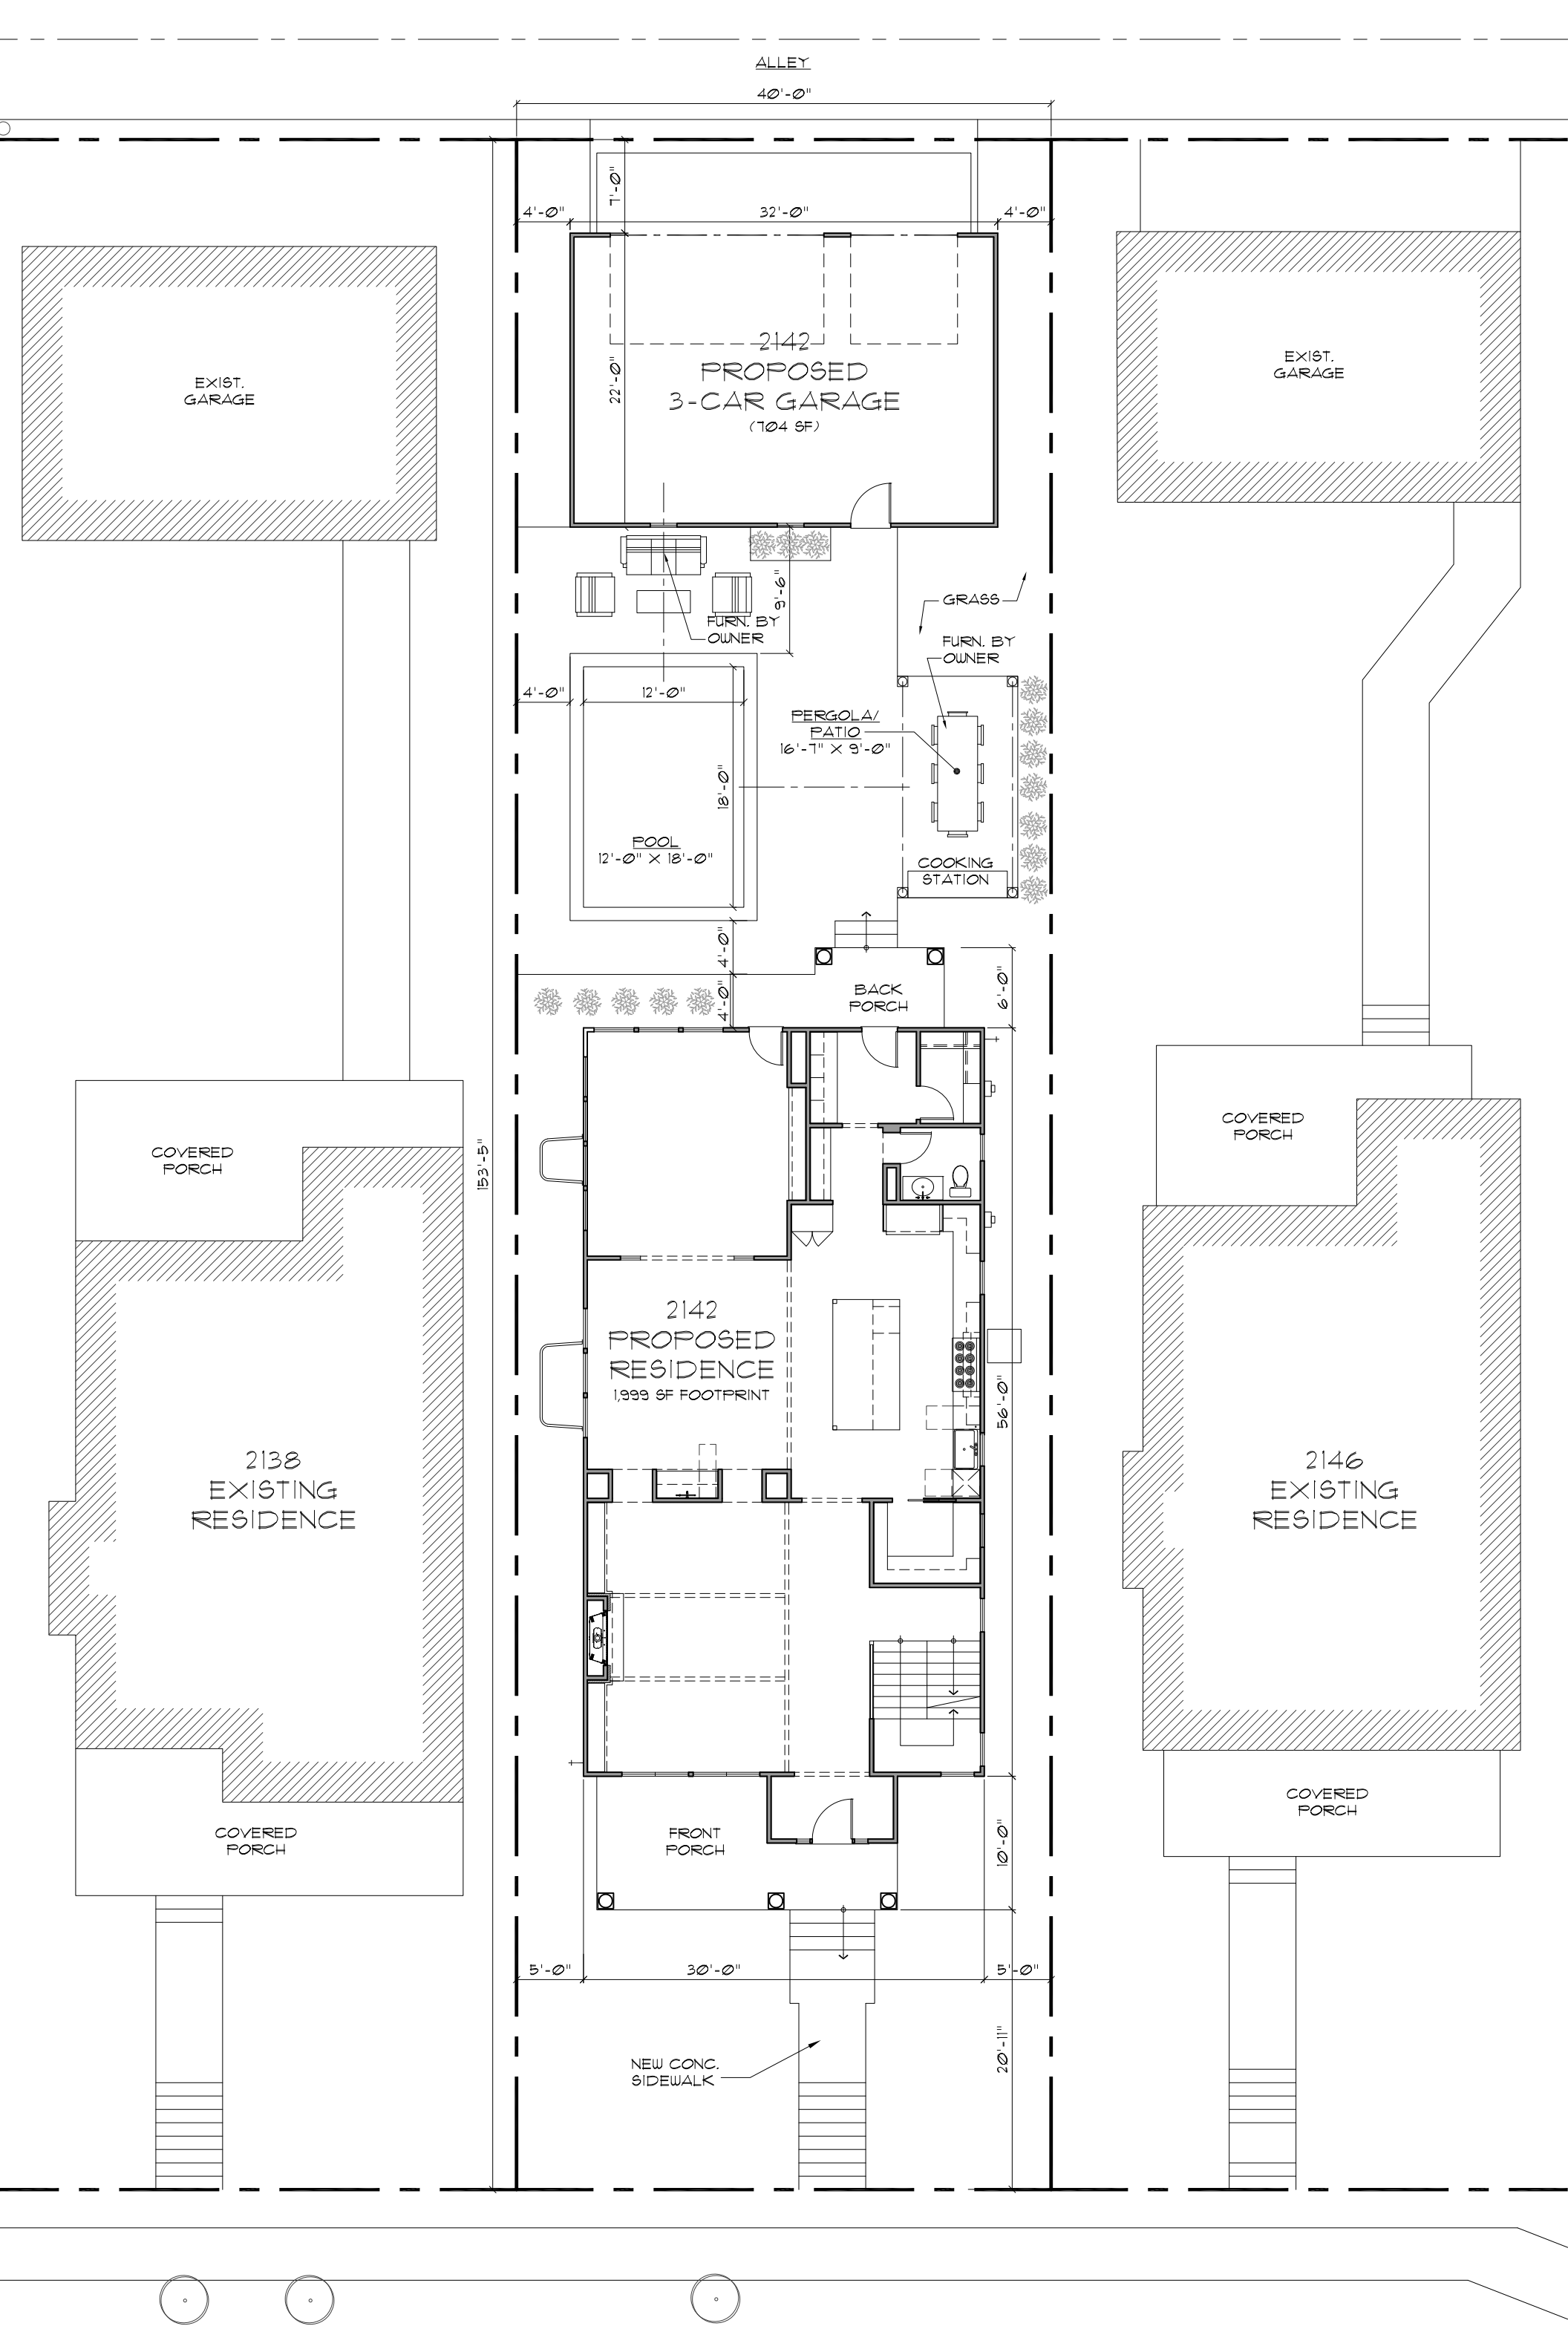 ALLEY
40'-0"
7'-0"
4'-0"
32'-0"
4'-0"
2142
PROPOSED
3-CAR GARAGE
(704 SF)
22'-0"
EXIST.
GARAGE
EXIST.
GARAGE
9'-6"
GRASS
FURN. BY
OWNER
FURN. BY
OWNER
4'-0"
12'-0"
PERGOLA/
PATIO
16'-7" X 9'-0"
18'-0"
POOL
12'-0" X 18'-0"
COOKING
STATION
4'-0"
4'-0"
BACK
PORCH
6'-0"
COVERED
PORCH
153'-5"
COVERED
PORCH
2142
PROPOSED
RESIDENCE
1,999 SF FOOTPRINT
56'-0"
2138
EXISTING
RESIDENCE
2146
EXISTING
RESIDENCE
COVERED
PORCH
FRONT
PORCH
10'-0"
COVERED
PORCH
5'-0"
30'-0"
5'-0"
20'-11"
NEW CONC.
SIDEWALK